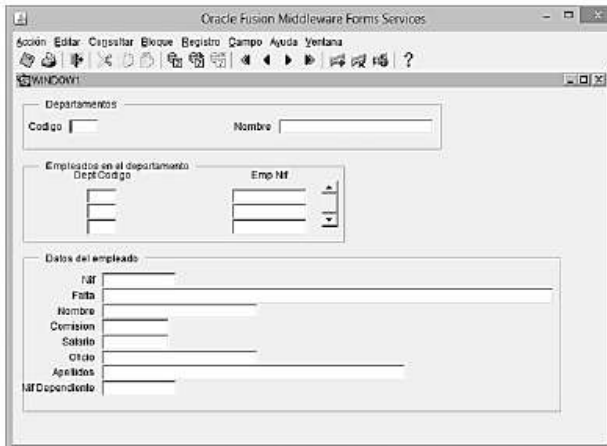 Oracle Fusion Middleware Forms Services
Acción Editar Consultar Bloque Registro Campo Ayuda Ventana
WINDOW1
Departamentos
Codigo Nombre
Empleados en el departamento
Dept Codigo Emp Nif
Datos del empleado
Nif
Falta
Nombre
Comision
Salario
Oficio
Apellidos
Nif Dependiente